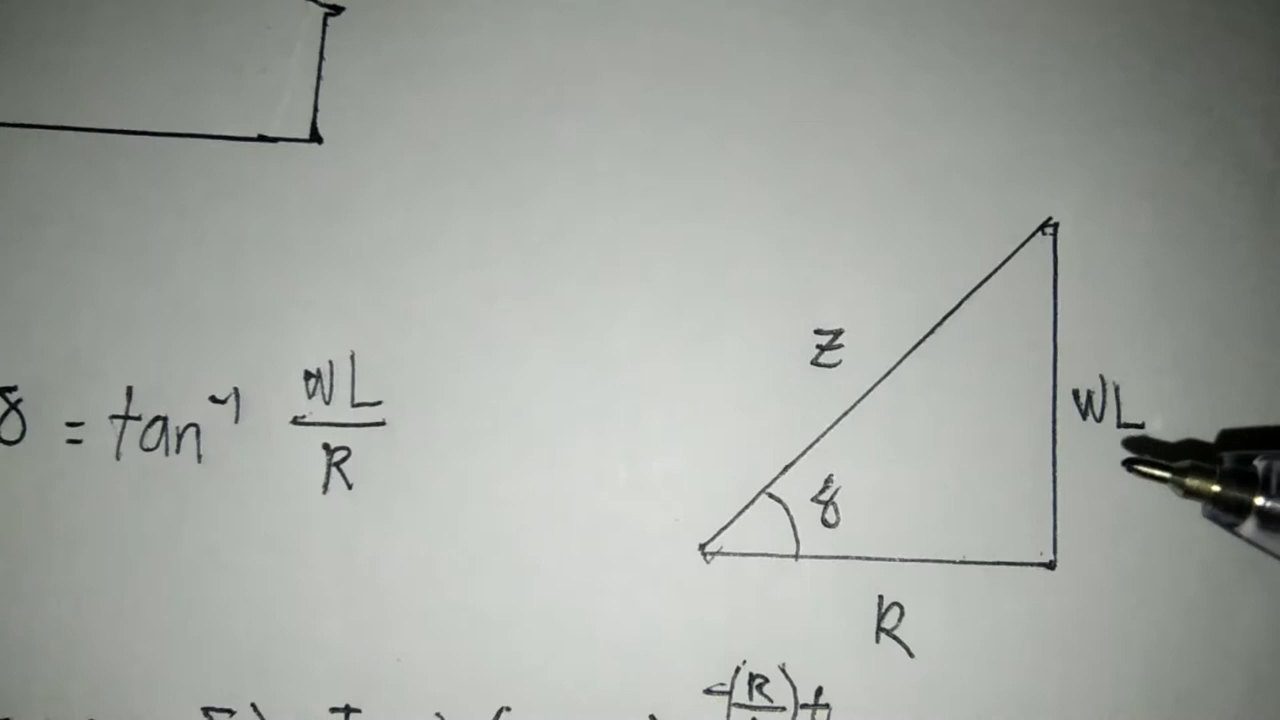 Z
δ = tan⁻¹ WL/R
WL
δ
R
-(R
)t